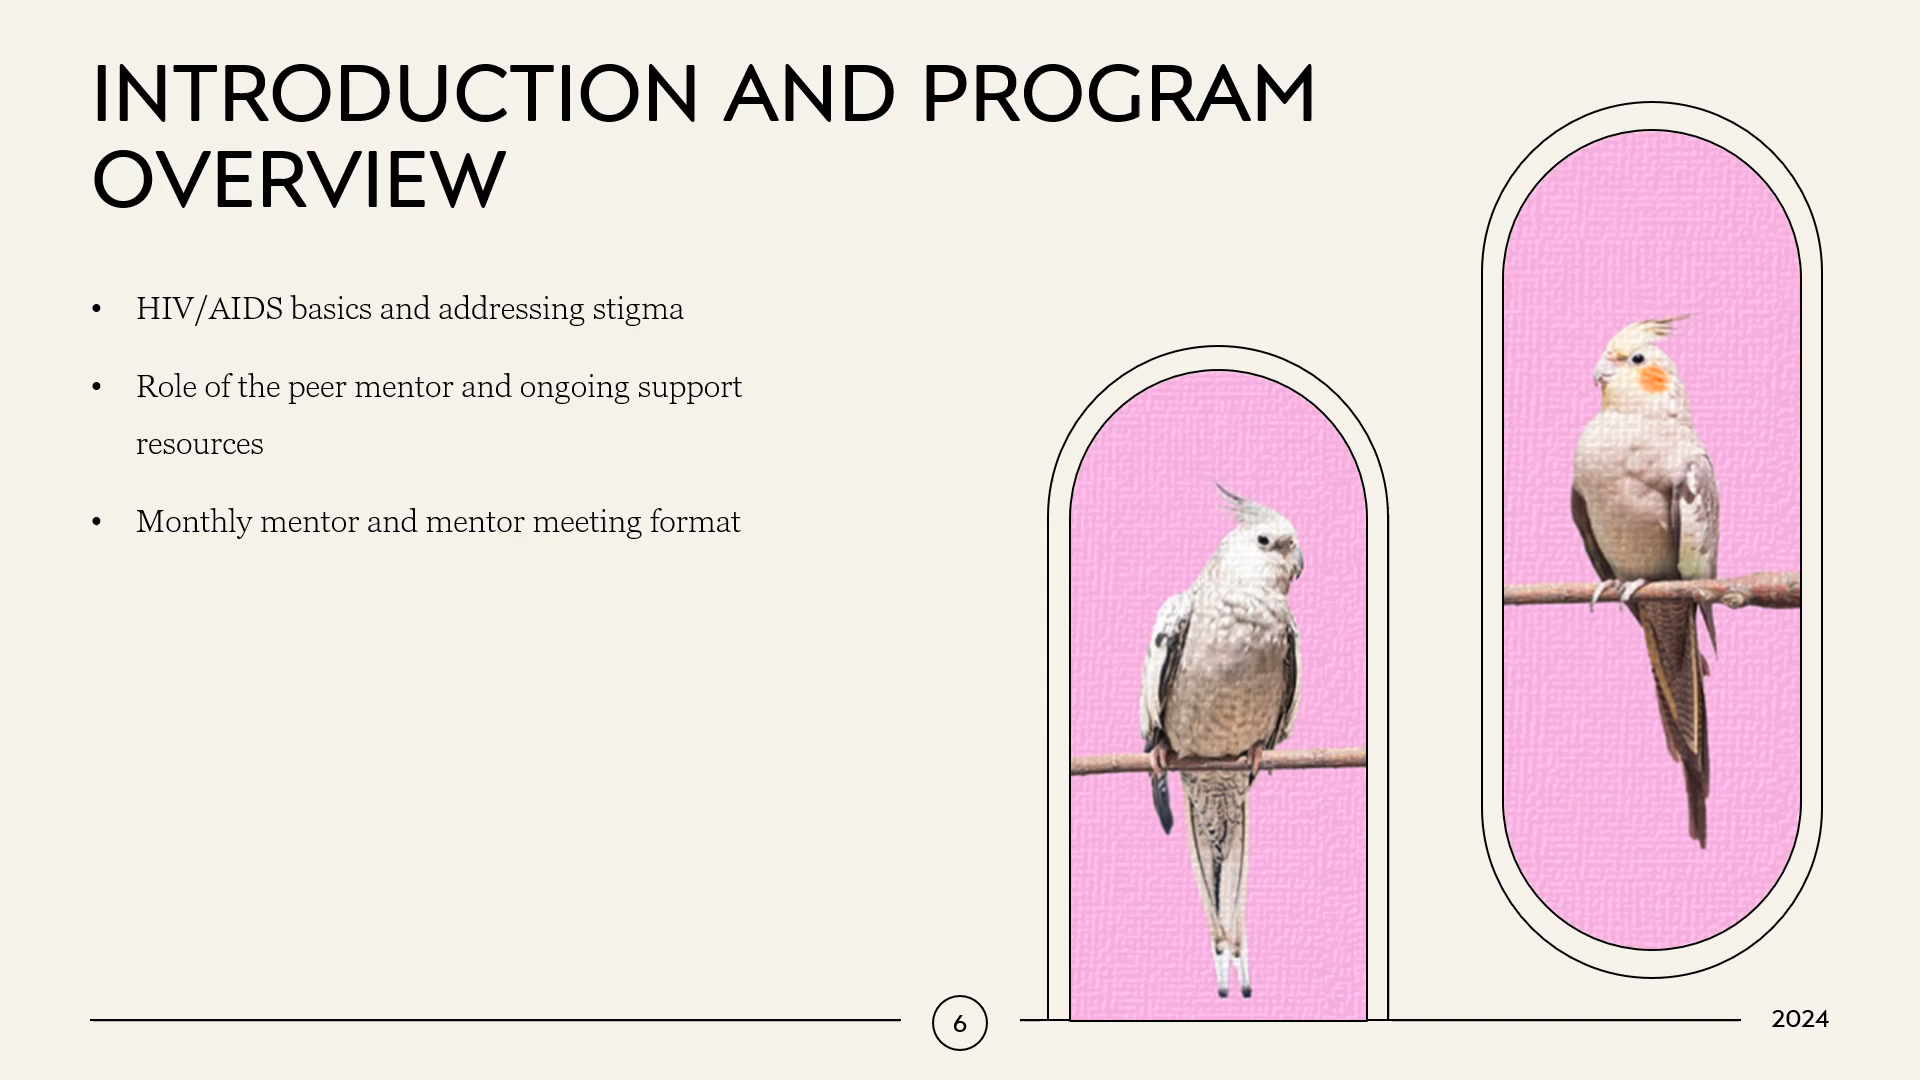 INTRODUCTION AND PROGRAM
OVERVIEW
• HIV/AIDS basics and addressing stigma
• Role of the peer mentor and ongoing support
resources
• Monthly mentor and mentor meeting format
6
2024